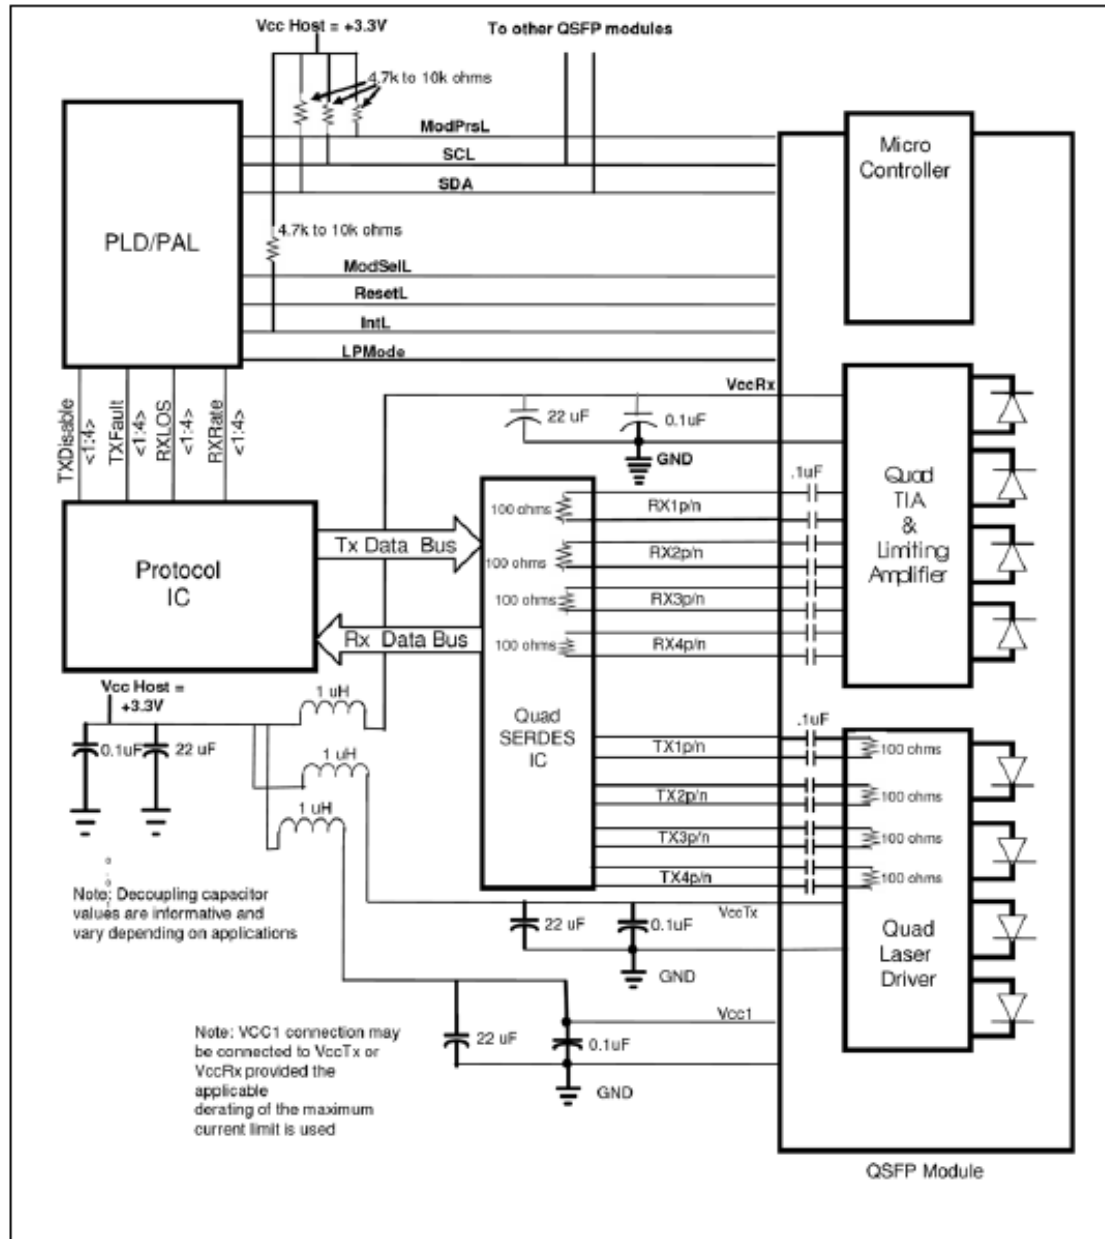 Vcc Host = +3.3V
To other QSFP modules
4.7k to 10k ohms
ModPrsL
SCL
SDA
PLD/PAL
4.7k to 10k ohms
ModSelL
ResetL
IntL
LPMode
Micro
Controller
TXDisable
<1:4>
TXFault
<1:4>
RXLOS
<1:4>
RXRate
<1:4>
VccRx
22 uF
0.1uF
GND
.1uF
100 ohms
RX1p/n
100 ohms
RX2p/n
100 ohms
RX3p/n
100 ohms
RX4p/n
Quad
TIA
&
Limiting
Amplifier
Tx Data Bus
Protocol
IC
Rx Data Bus
Vcc Host =
+3.3V
0.1uF
22 uF
1 uH
1 uH
1 uH
Quad
SERDES
IC
.1uF
TX1p/n
100 ohms
TX2p/n
100 ohms
TX3p/n
100 ohms
TX4p/n
100 ohms
Note: Decoupling capacitor
values are informative and
vary depending on applications
VccTx
22 uF
0.1uF
GND
Quad
Laser
Driver
Vcc1
22 uF
0.1uF
GND
Note: VCC1 connection may
be connected to VccTx or
VccRx provided the
applicable
derating of the maximum
current limit is used
QSFP Module